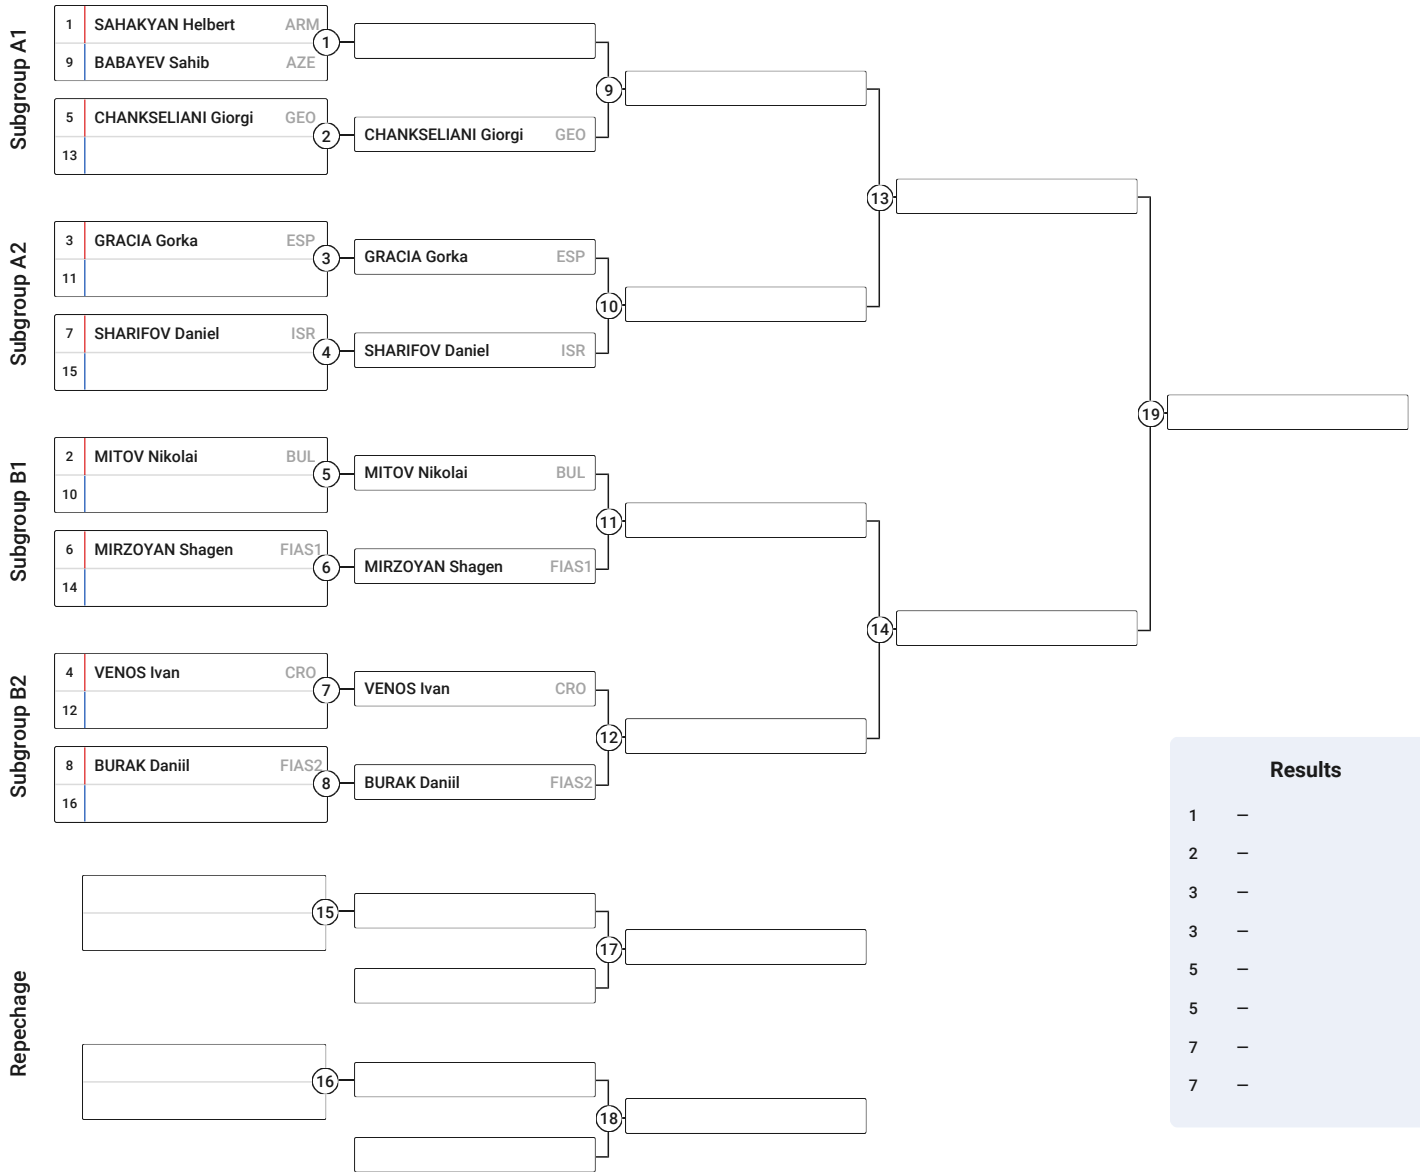 Subgroup A1
1 SAHAKYAN Helbert ARM
9 BABAYEV Sahib AZE
1
5 CHANKSELIANI Giorgi GEO
13
2
CHANKSELIANI Giorgi GEO
9
Subgroup A2
3 GRACIA Gorka ESP
11
3
GRACIA Gorka ESP
7 SHARIFOV Daniel ISR
15
4
SHARIFOV Daniel ISR
10
13
Subgroup B1
2 MITOV Nikolai BUL
10
5
MITOV Nikolai BUL
6 MIRZOYAN Shagen FIAS1
14
6
MIRZOYAN Shagen FIAS1
11
Subgroup B2
4 VENOS Ivan CRO
12
7
VENOS Ivan CRO
8 BURAK Daniil FIAS2
16
8
BURAK Daniil FIAS2
12
14
19
Repechage
15
17
16
18
Results
1 –
2 –
3 –
3 –
5 –
5 –
7 –
7 –